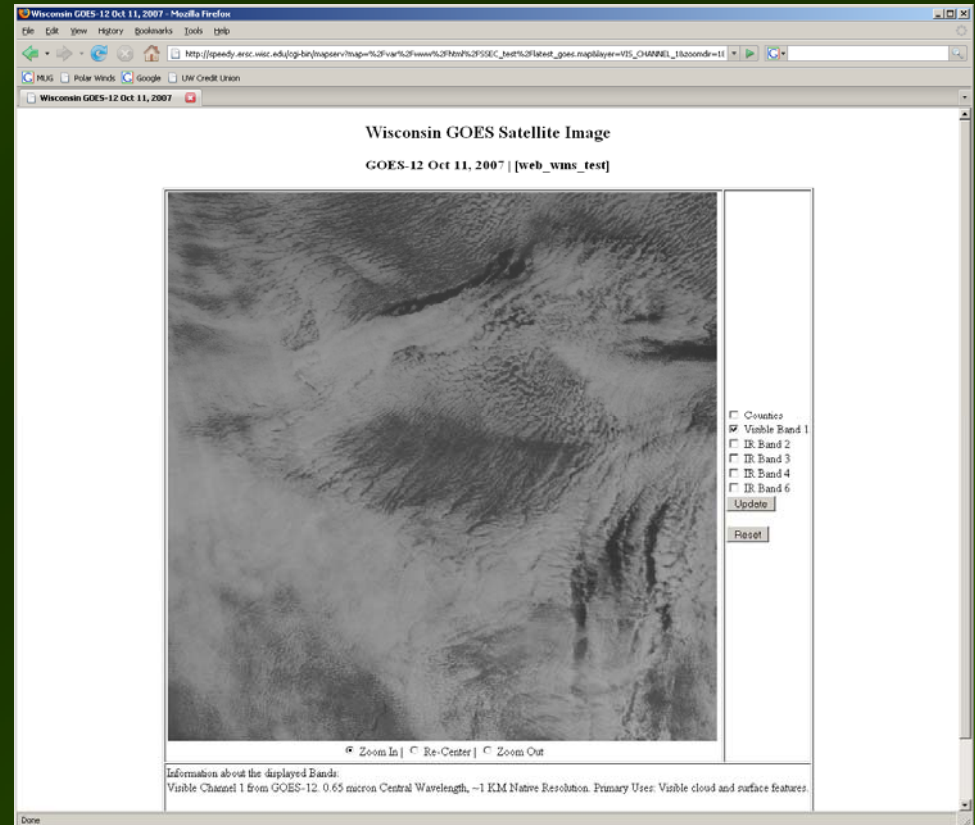 Wisconsin GOES-12 Oct 11, 2007 - Mozilla Firefox
File Edit View History Bookmarks Tools Help
http://speedy.ersc.wisc.edu/cgi-bin/mapserv?map=%2Fvar%2Fwww%2Fhtml%2FSSEC_test%2Flatest_goes.map&layer=VIS_CHANNEL_1&zoomdir=1&
MUG Polar Winds Google UW Credit Union
Wisconsin GOES-12 Oct 11, 2007
Wisconsin GOES Satellite Image
GOES-12 Oct 11, 2007 | [web_wms_test]
Counties
Visible Band 1
IR Band 2
IR Band 3
IR Band 4
IR Band 6
Update
Reset
Zoom In | Re-Center | Zoom Out
Information about the displayed Bands:
Visible Channel 1 from GOES-12. 0.65 micron Central Wavelength, ~1 KM Native Resolution. Primary Uses: Visible cloud and surface features.
Done